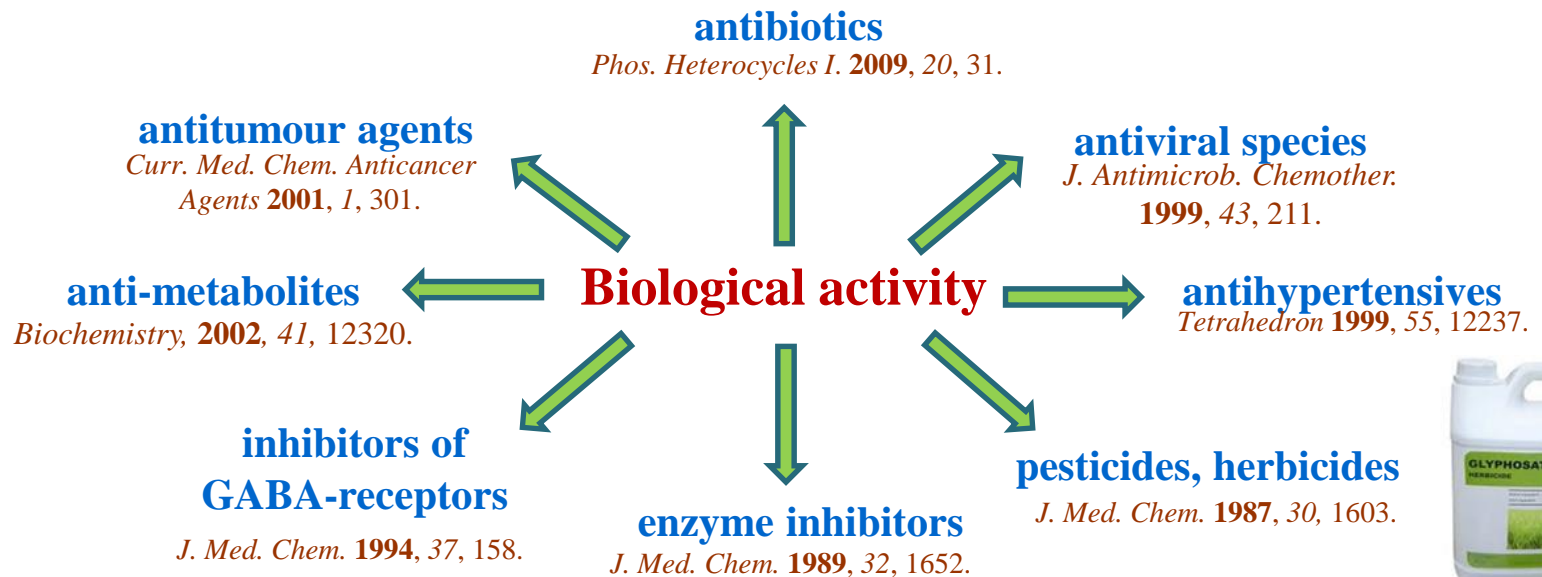 antibiotics
Phos. Heterocycles I. 2009, 20, 31.
antitumour agents
Curr. Med. Chem. Anticancer
Agents 2001, 1, 301.
antiviral species
J. Antimicrob. Chemother.
1999, 43, 211.
anti-metabolites
Biochemistry, 2002, 41, 12320.
Biological activity
antihypertensives
Tetrahedron 1999, 55, 12237.
inhibitors of
GABA-receptors
J. Med. Chem. 1994, 37, 158.
enzyme inhibitors
J. Med. Chem. 1989, 32, 1652.
pesticides, herbicides
J. Med. Chem. 1987, 30, 1603.
GLYPHOSAT
HERBICIDE